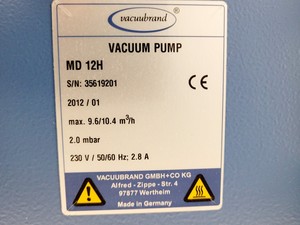 vacuubrand
VACUUM PUMP
MD 12H
S/N: 35619201
CE
2012 / 01
max. 9.6/10.4 m³/h
2.0 mbar
230 V / 50/60 Hz; 2.8 A
VACUUBRAND GMBH+CO KG
Alfred - Zippe - Str. 4
97877 Wertheim
Made in Germany